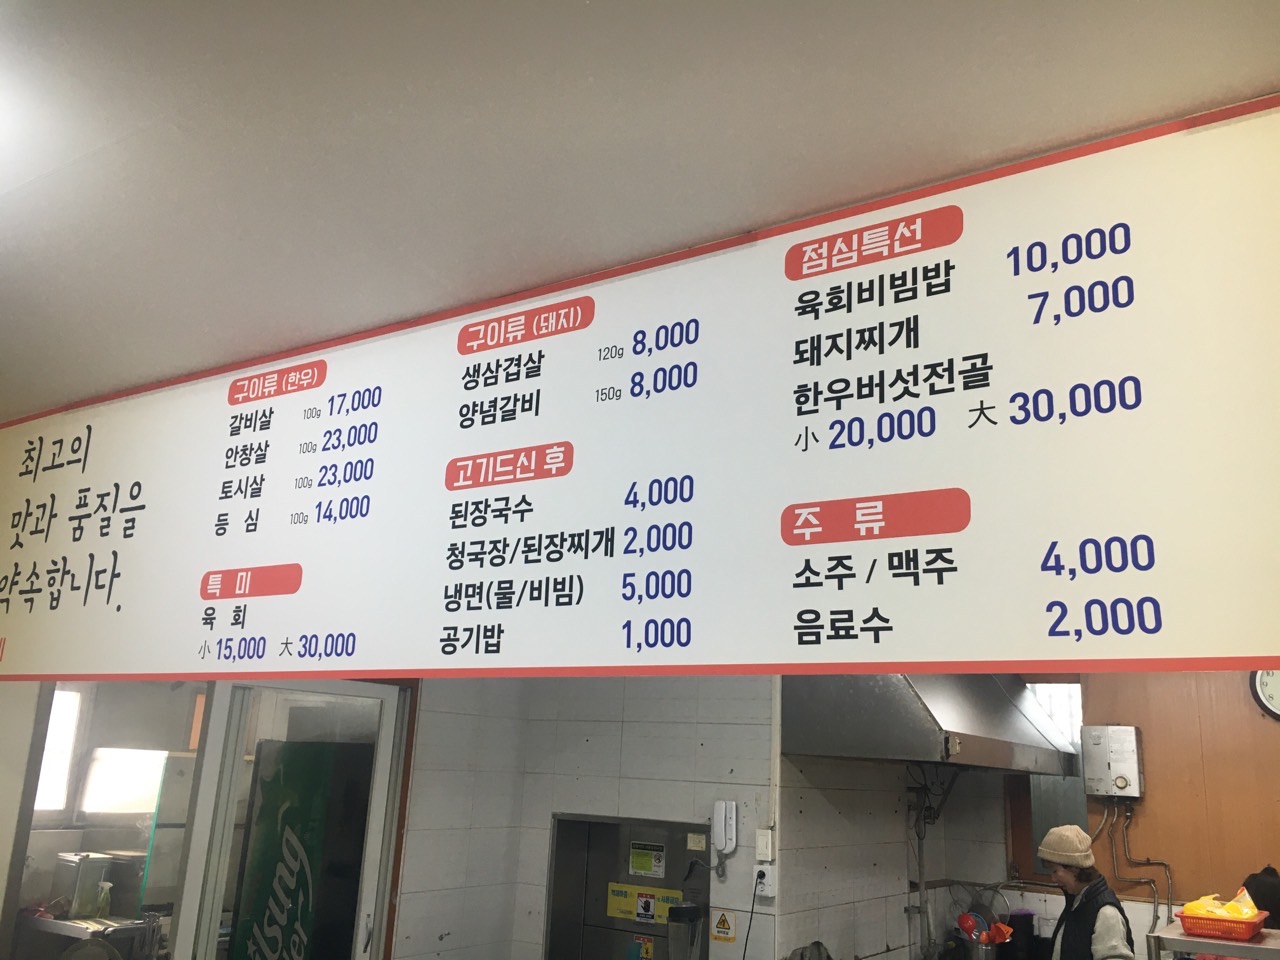 최고의
맛과 품질을
약속합니다.
구이류 (한우)
갈비살 100g 17,000
안창살 100g 23,000
토시살 100g 23,000
등 심 100g 14,000
특 미
육 회
小 15,000 大 30,000
구이류 (돼지)
생삼겹살 120g 8,000
양념갈비 150g 8,000
고기드신 후
된장국수 4,000
청국장/된장찌개 2,000
냉면(물/비빔) 5,000
공기밥 1,000
점심특선
육회비빔밥 10,000
돼지찌개 7,000
한우버섯전골
小 20,000 大 30,000
주 류
소주 / 맥주 4,000
음료수 2,000